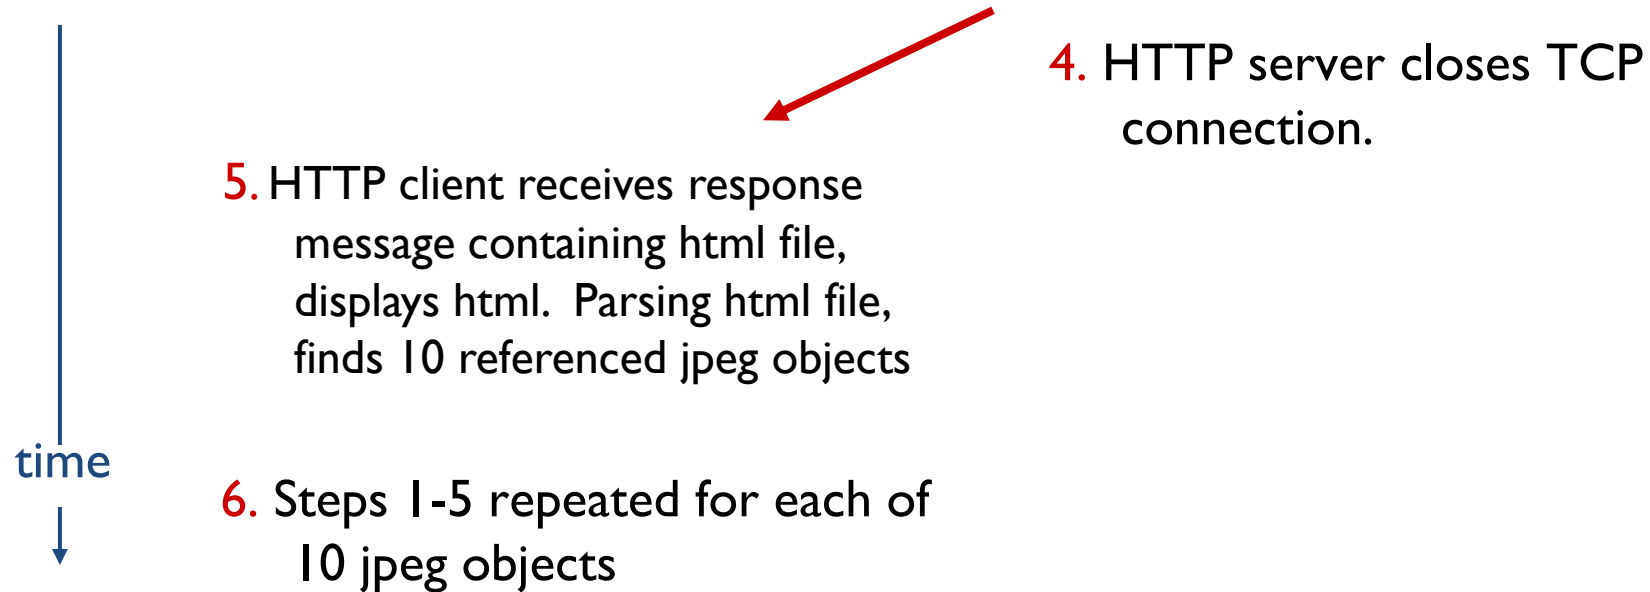 4. HTTP server closes TCP
connection.
5. HTTP client receives response
message containing html file,
displays html.  Parsing html file,
finds 10 referenced jpeg objects
time
6. Steps 1-5 repeated for each of
10 jpeg objects